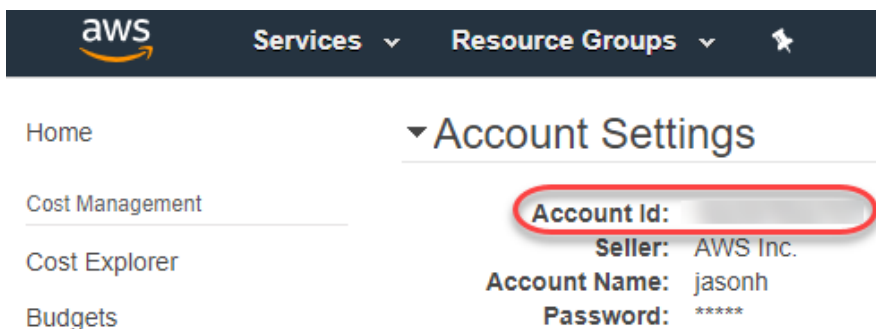 aws Services Resource Groups
Home
Account Settings
Cost Management
Account Id:
Cost Explorer
Seller: AWS Inc.
Account Name: jasonh
Budgets
Password: *****